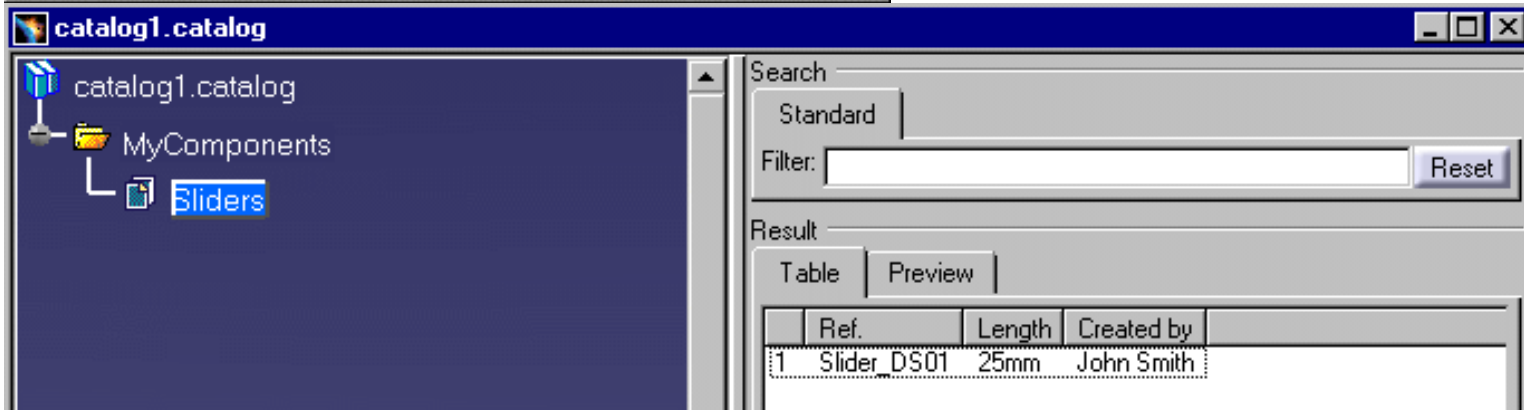 catalog1.catalog
catalog1.catalog
MyComponents
Sliders
Search
Standard
Filter:
Reset
Result
Table Preview
Ref. Length Created by
1 Slider_DS01 25mm John Smith